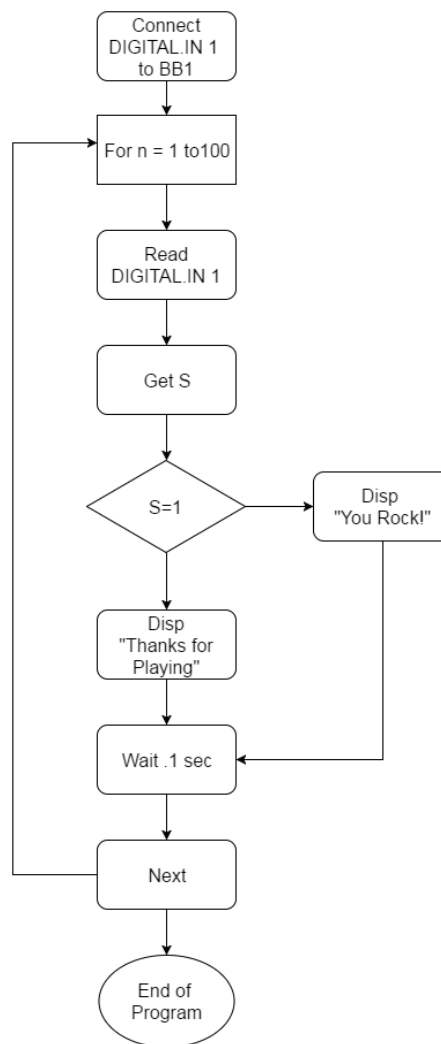 Connect
DIGITAL.IN 1
to BB1
For n = 1 to100
Read
DIGITAL.IN 1
Get S
S=1
Disp
"You Rock!"
Disp
"Thanks for
Playing"
Wait .1 sec
Next
End of
Program